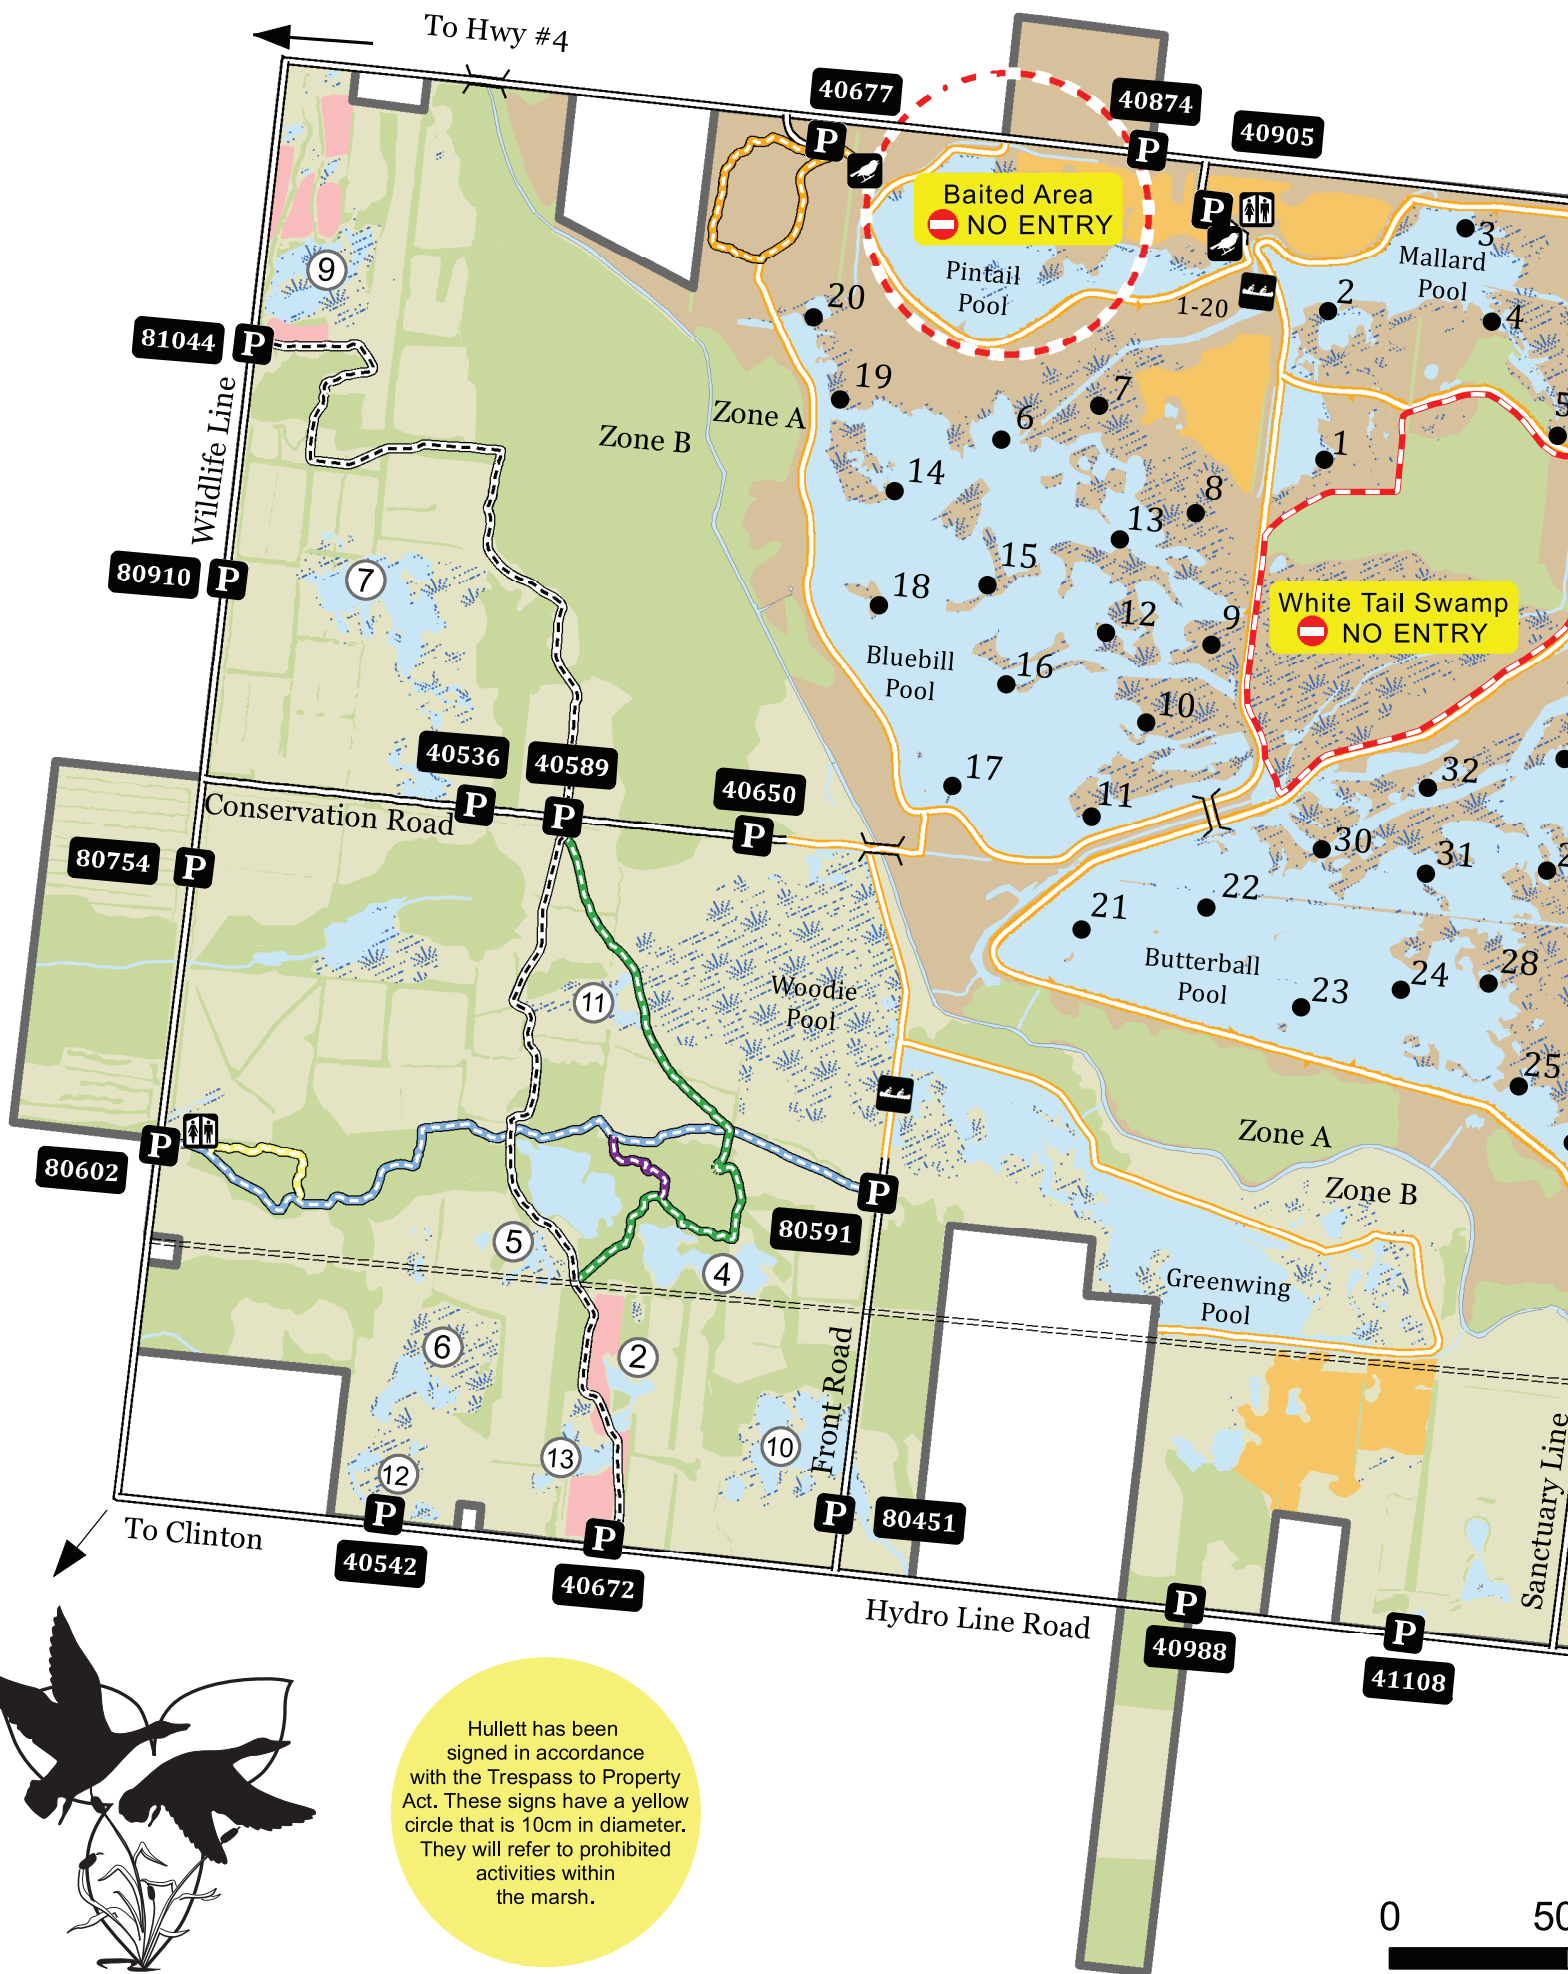 To Hwy #4
40677
40874
40905
P
P
P
Baited Area
NO ENTRY
Pintail
Pool
1-20
3
Mallard
Pool
2
4
5
9
81044
P
20
19
7
6
Zone A
Zone B
1
14
8
13
Wildlife Line
15
80910
P
7
18
12
9
White Tail Swamp
NO ENTRY
Bluebill
Pool
16
10
40536
40589
40650
17
11
32
Conservation Road
P
P
P
80754
P
30
31
22
21
Butterball
Pool
24
28
23
11
Woodie
Pool
25
Zone A
80602
P
P
80591
Zone B
5
4
Greenwing
Pool
6
2
Front Road
10
13
12
Sanctuary Line
P
P
P
80451
To Clinton
40542
40672
Hydro Line Road
P
P
40988
41108
Hullett has been
signed in accordance
with the Trespass to Property
Act. These signs have a yellow
circle that is 10cm in diameter.
They will refer to prohibited
activities within
the marsh.
0